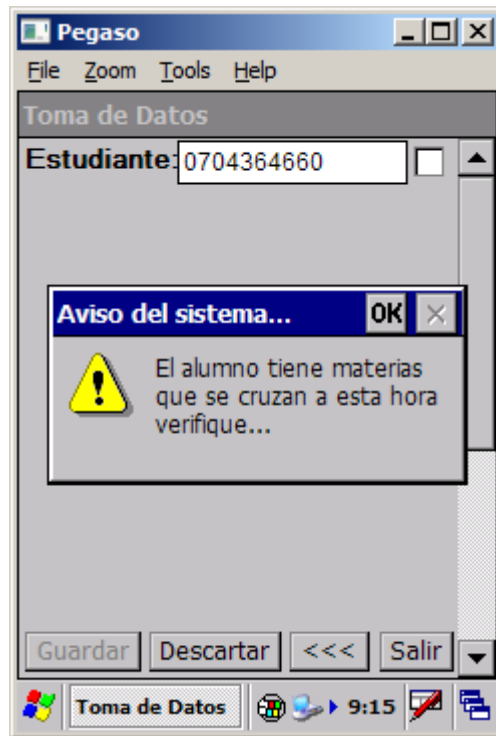 Pegaso
File Zoom Tools Help
Toma de Datos
Estudiante: 0704364660
Aviso del sistema... OK
El alumno tiene materias
que se cruzan a esta hora
verifique...
Guardar Descartar <<< Salir
Toma de Datos 9:15